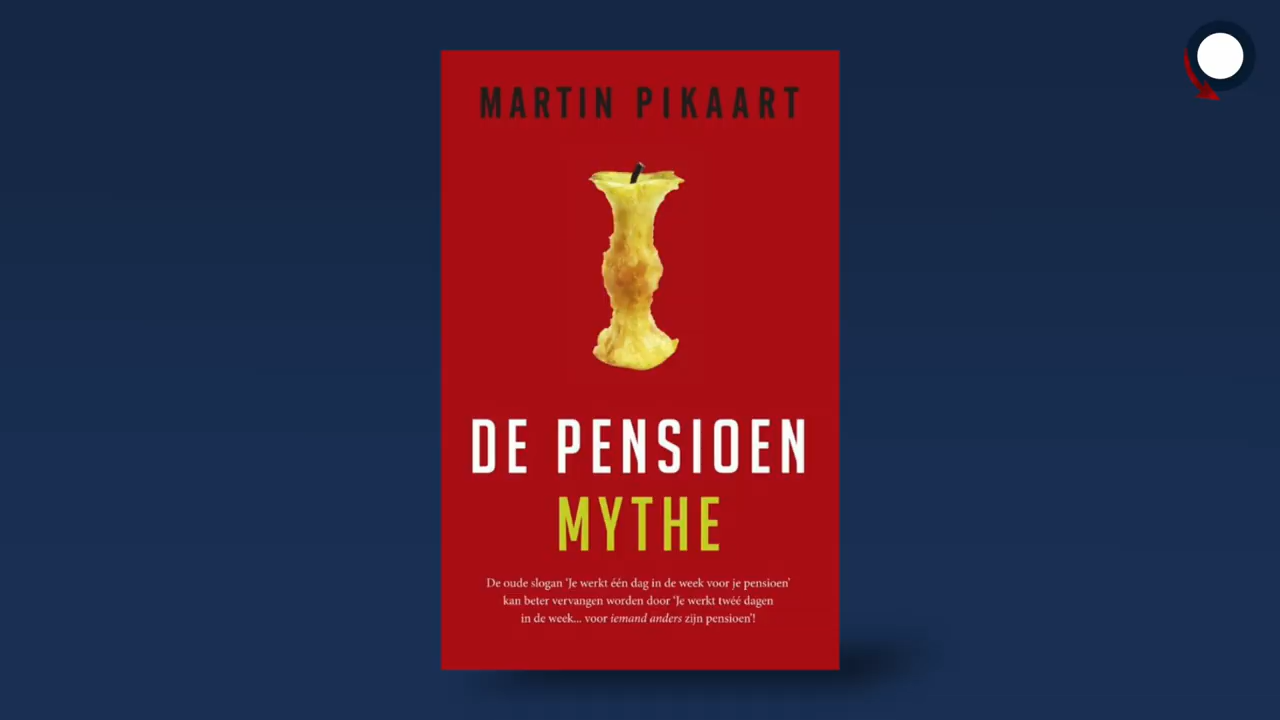 MARTIN PIKAART
DE PENSIOEN
MYTHE
De oude slogan 'Je werkt één dag in de week voor je pensioen'
kan beter vervangen worden door 'Je werkt twéé dagen
in de week... voor iemand anders zijn pensioen'!